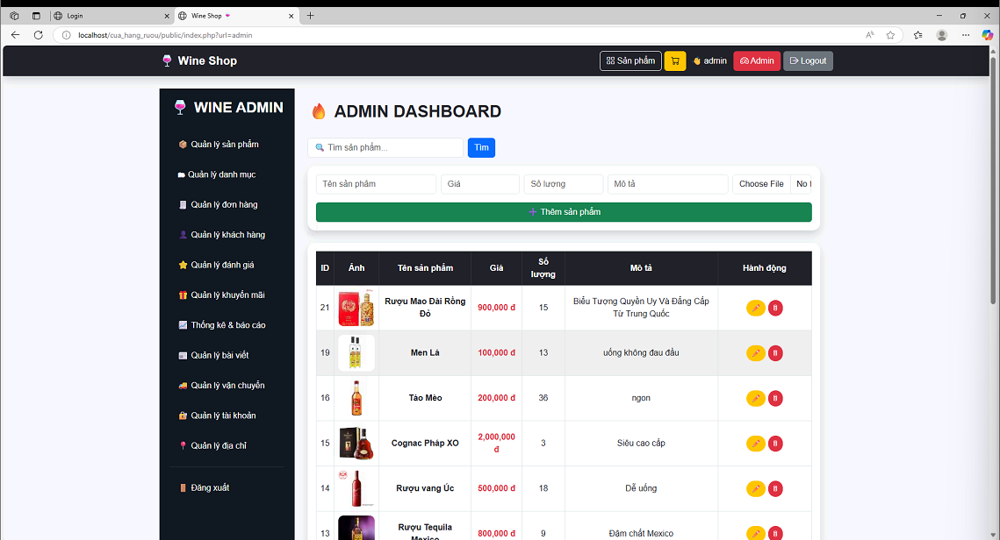 Login
Wine Shop
localhost/cua_hang_ruou/public/index.php?url=admin
Wine Shop
Sản phẩm
admin
Admin
Logout
WINE ADMIN
Quản lý sản phẩm
Quản lý danh mục
Quản lý đơn hàng
Quản lý khách hàng
Quản lý đánh giá
Quản lý khuyến mãi
Thống kê & báo cáo
Quản lý bài viết
Quản lý vận chuyển
Quản lý tài khoản
Quản lý địa chỉ
Đăng xuất
ADMIN DASHBOARD
Tìm sản phẩm...
Tìm
Tên sản phẩm
Giá
Số lượng
Mô tả
Choose File
No
Thêm sản phẩm
ID
Ảnh
Tên sản phẩm
Giá
Số
lượng
Mô tả
Hành động
21
Rượu Mao Đài Rồng
Đỏ
900,000 đ
15
Biểu Tượng Quyền Uy Và Đẳng Cấp
Từ Trung Quốc
19
Men Lá
100,000 đ
13
uống không đau đầu
16
Táo Mèo
200,000 đ
36
ngon
15
Cognac Pháp XO
2,000,000
đ
3
Siêu cao cấp
14
Rượu vang Úc
500,000 đ
18
Dễ uống
13
Rượu Tequila
Mexico
800,000 đ
9
Đậm chất Mexico